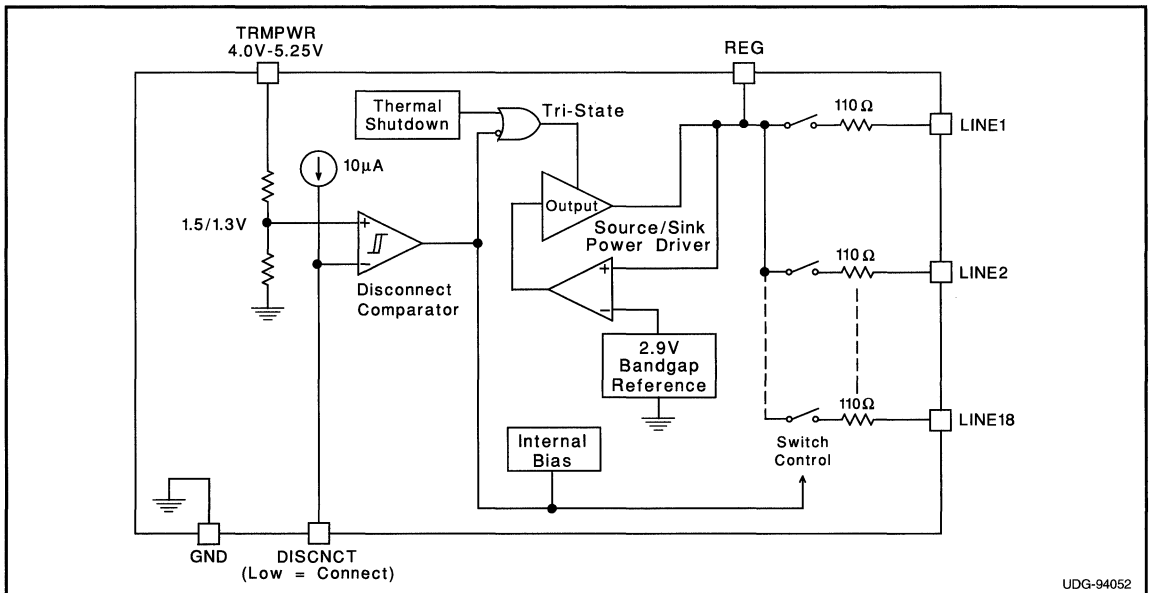 TRMPWR
4.0V-5.25V
REG
Thermal
Shutdown
Tri-State
110Ω
LINE1
10µA
1.5/1.3V
+
−
Output
Source/Sink
Power Driver
Disconnect
Comparator
+
−
110Ω
LINE2
2.9V
Bandgap
Reference
110Ω
LINE18
Internal
Bias
Switch
Control
GND
DISCNCT
(Low = Connect)
UDG-94052